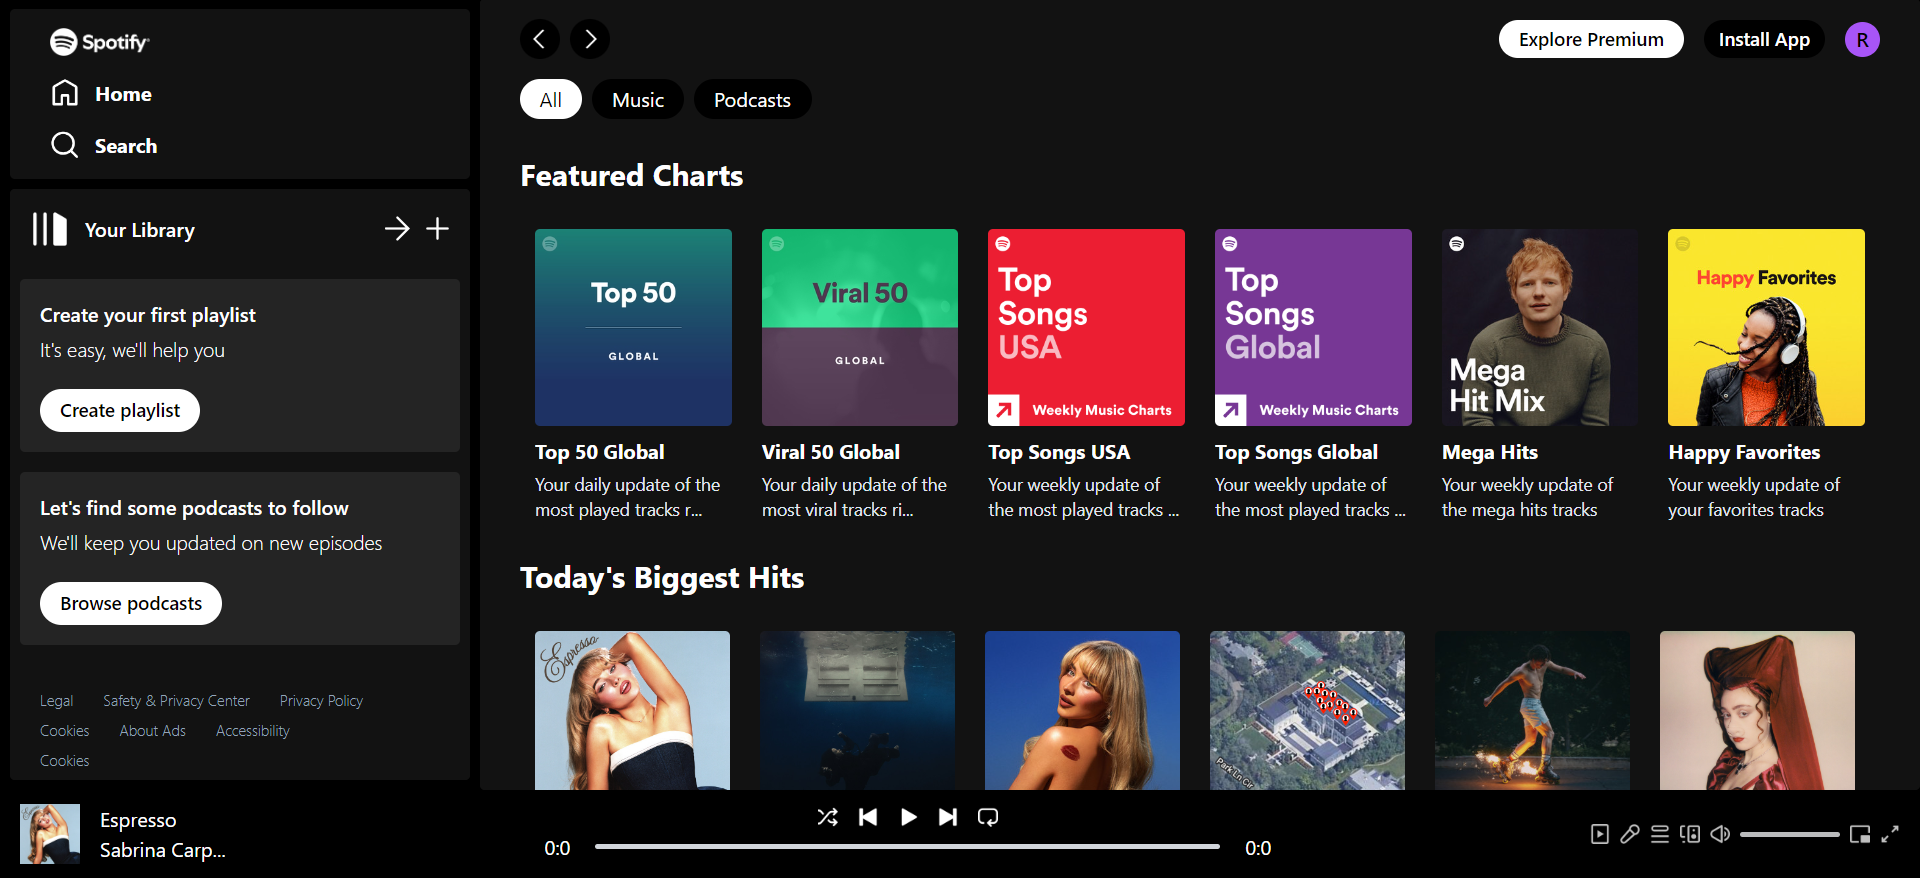 Spotify
Home
Search
Your Library
Create your first playlist
It's easy, we'll help you
Create playlist
Let's find some podcasts to follow
We'll keep you updated on new episodes
Browse podcasts
Legal
Safety & Privacy Center
Privacy Policy
Cookies
About Ads
Accessibility
Cookies
Explore Premium
Install App
R
All
Music
Podcasts
Featured Charts
Top 50
GLOBAL
Top 50 Global
Your daily update of the
most played tracks r...
Viral 50
GLOBAL
Viral 50 Global
Your daily update of the
most viral tracks ri...
Top
Songs
USA
Weekly Music Charts
Top Songs USA
Your weekly update of
the most played tracks ...
Top
Songs
Global
Weekly Music Charts
Top Songs Global
Your weekly update of
the most played tracks ...
Mega
Hit Mix
Mega Hits
Your weekly update of
the mega hits tracks
Happy Favorites
Happy Favorites
Your weekly update of
your favorites tracks
Today's Biggest Hits
Espresso
Park Ln Cir
Espresso
Sabrina Carp...
0:0
0:0